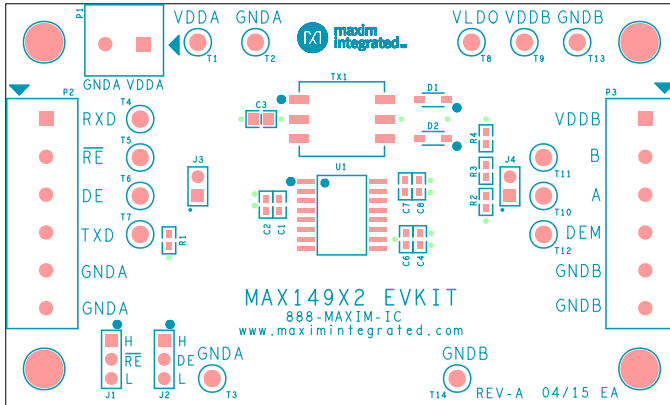 P1
VDDA
GNDA
maxim
integrated™
VLDO
VDDB
GNDB
T1
T2
T8
T9
T13
GNDA VDDA
P2
T4
TX1
D1
P3
RXD
C3
VDDB
T5
D2
R4
RE
J3
U1
R3
J4
B
T11
T6
DE
C7
C8
R2
A
T10
T7
C2
C1
TXD
R1
DEM
T12
C6
C4
GNDA
GNDB
GNDA
MAX149X2 EVKIT
GNDB
888-MAXIM-IC
www.maximintegrated.com
H
RE
L
H
DE
L
GNDA
GNDB
J1
J2
T3
T14
REV-A 04/15 EA